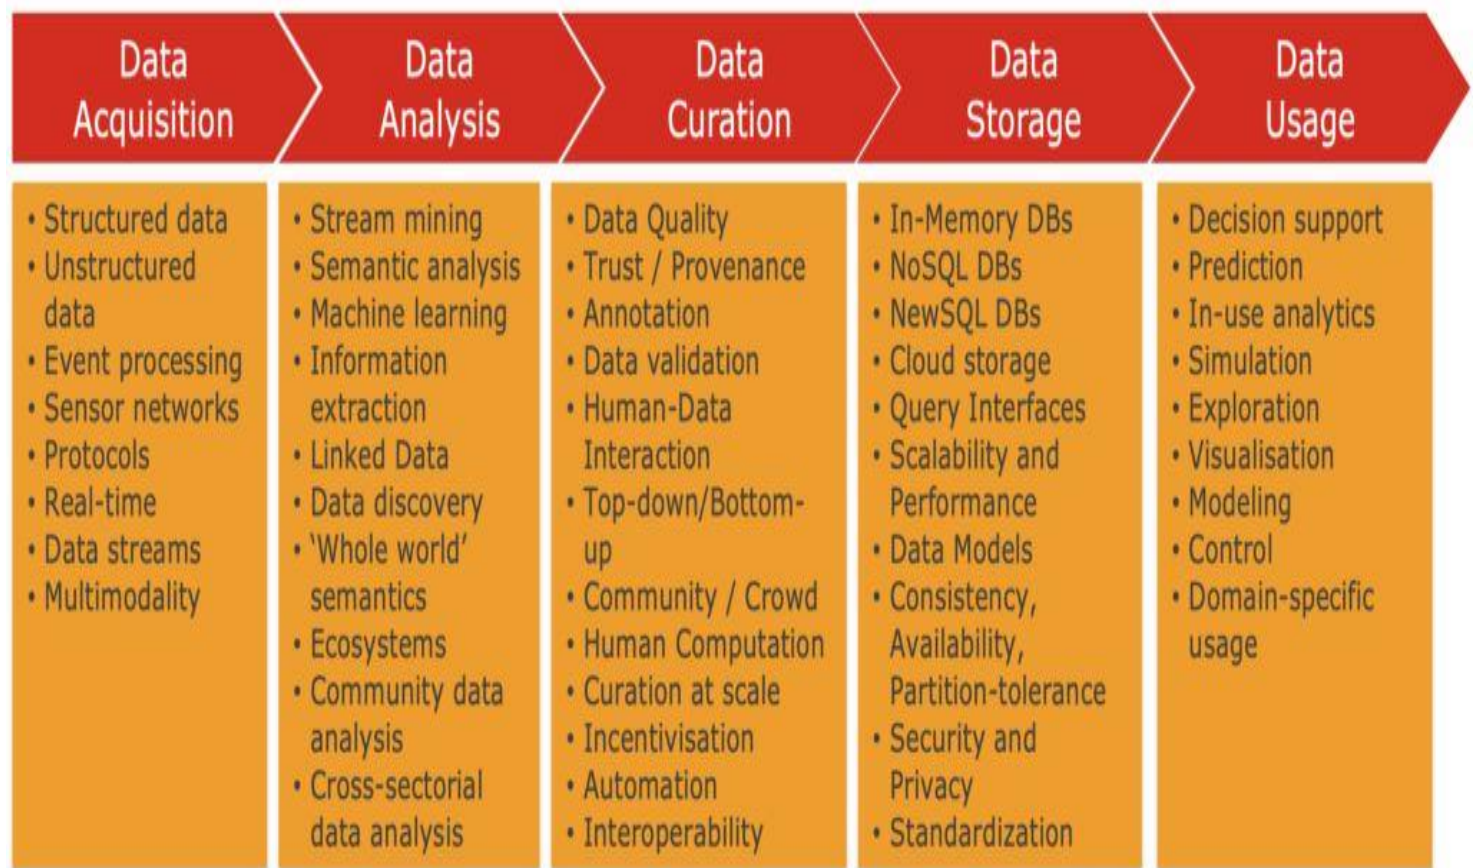 Data
Acquisition
Data
Analysis
Data
Curation
Data
Storage
Data
Usage
• Structured data
• Unstructured
data
• Event processing
• Sensor networks
• Protocols
• Real-time
• Data streams
• Multimodality
• Stream mining
• Semantic analysis
• Machine learning
• Information
extraction
• Linked Data
• Data discovery
• ‘Whole world’
semantics
• Ecosystems
• Community data
analysis
• Cross-sectorial
data analysis
• Data Quality
• Trust / Provenance
• Annotation
• Data validation
• Human-Data
Interaction
• Top-down/Bottom-
up
• Community / Crowd
• Human Computation
• Curation at scale
• Incentivisation
• Automation
• Interoperability
• In-Memory DBs
• NoSQL DBs
• NewSQL DBs
• Cloud storage
• Query Interfaces
• Scalability and
Performance
• Data Models
• Consistency,
Availability,
Partition-tolerance
• Security and
Privacy
• Standardization
• Decision support
• Prediction
• In-use analytics
• Simulation
• Exploration
• Visualisation
• Modeling
• Control
• Domain-specific
usage